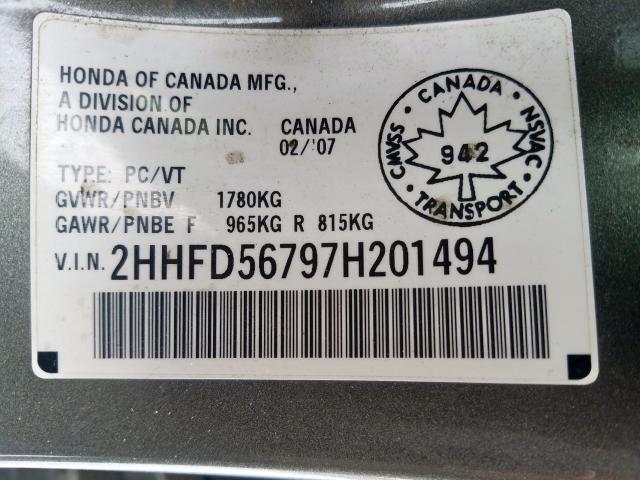 HONDA OF CANADA MFG.,
A DIVISION OF
HONDA CANADA INC. CANADA
02/'07
TYPE: PC/VT
GVWR/PNBV 1780KG
GAWR/PNBE F 965KG R 815KG
V.I.N. 2HHFD56797H201494
• CANADA •
CMVSS
942
NSVAC
• TRANSPORT •